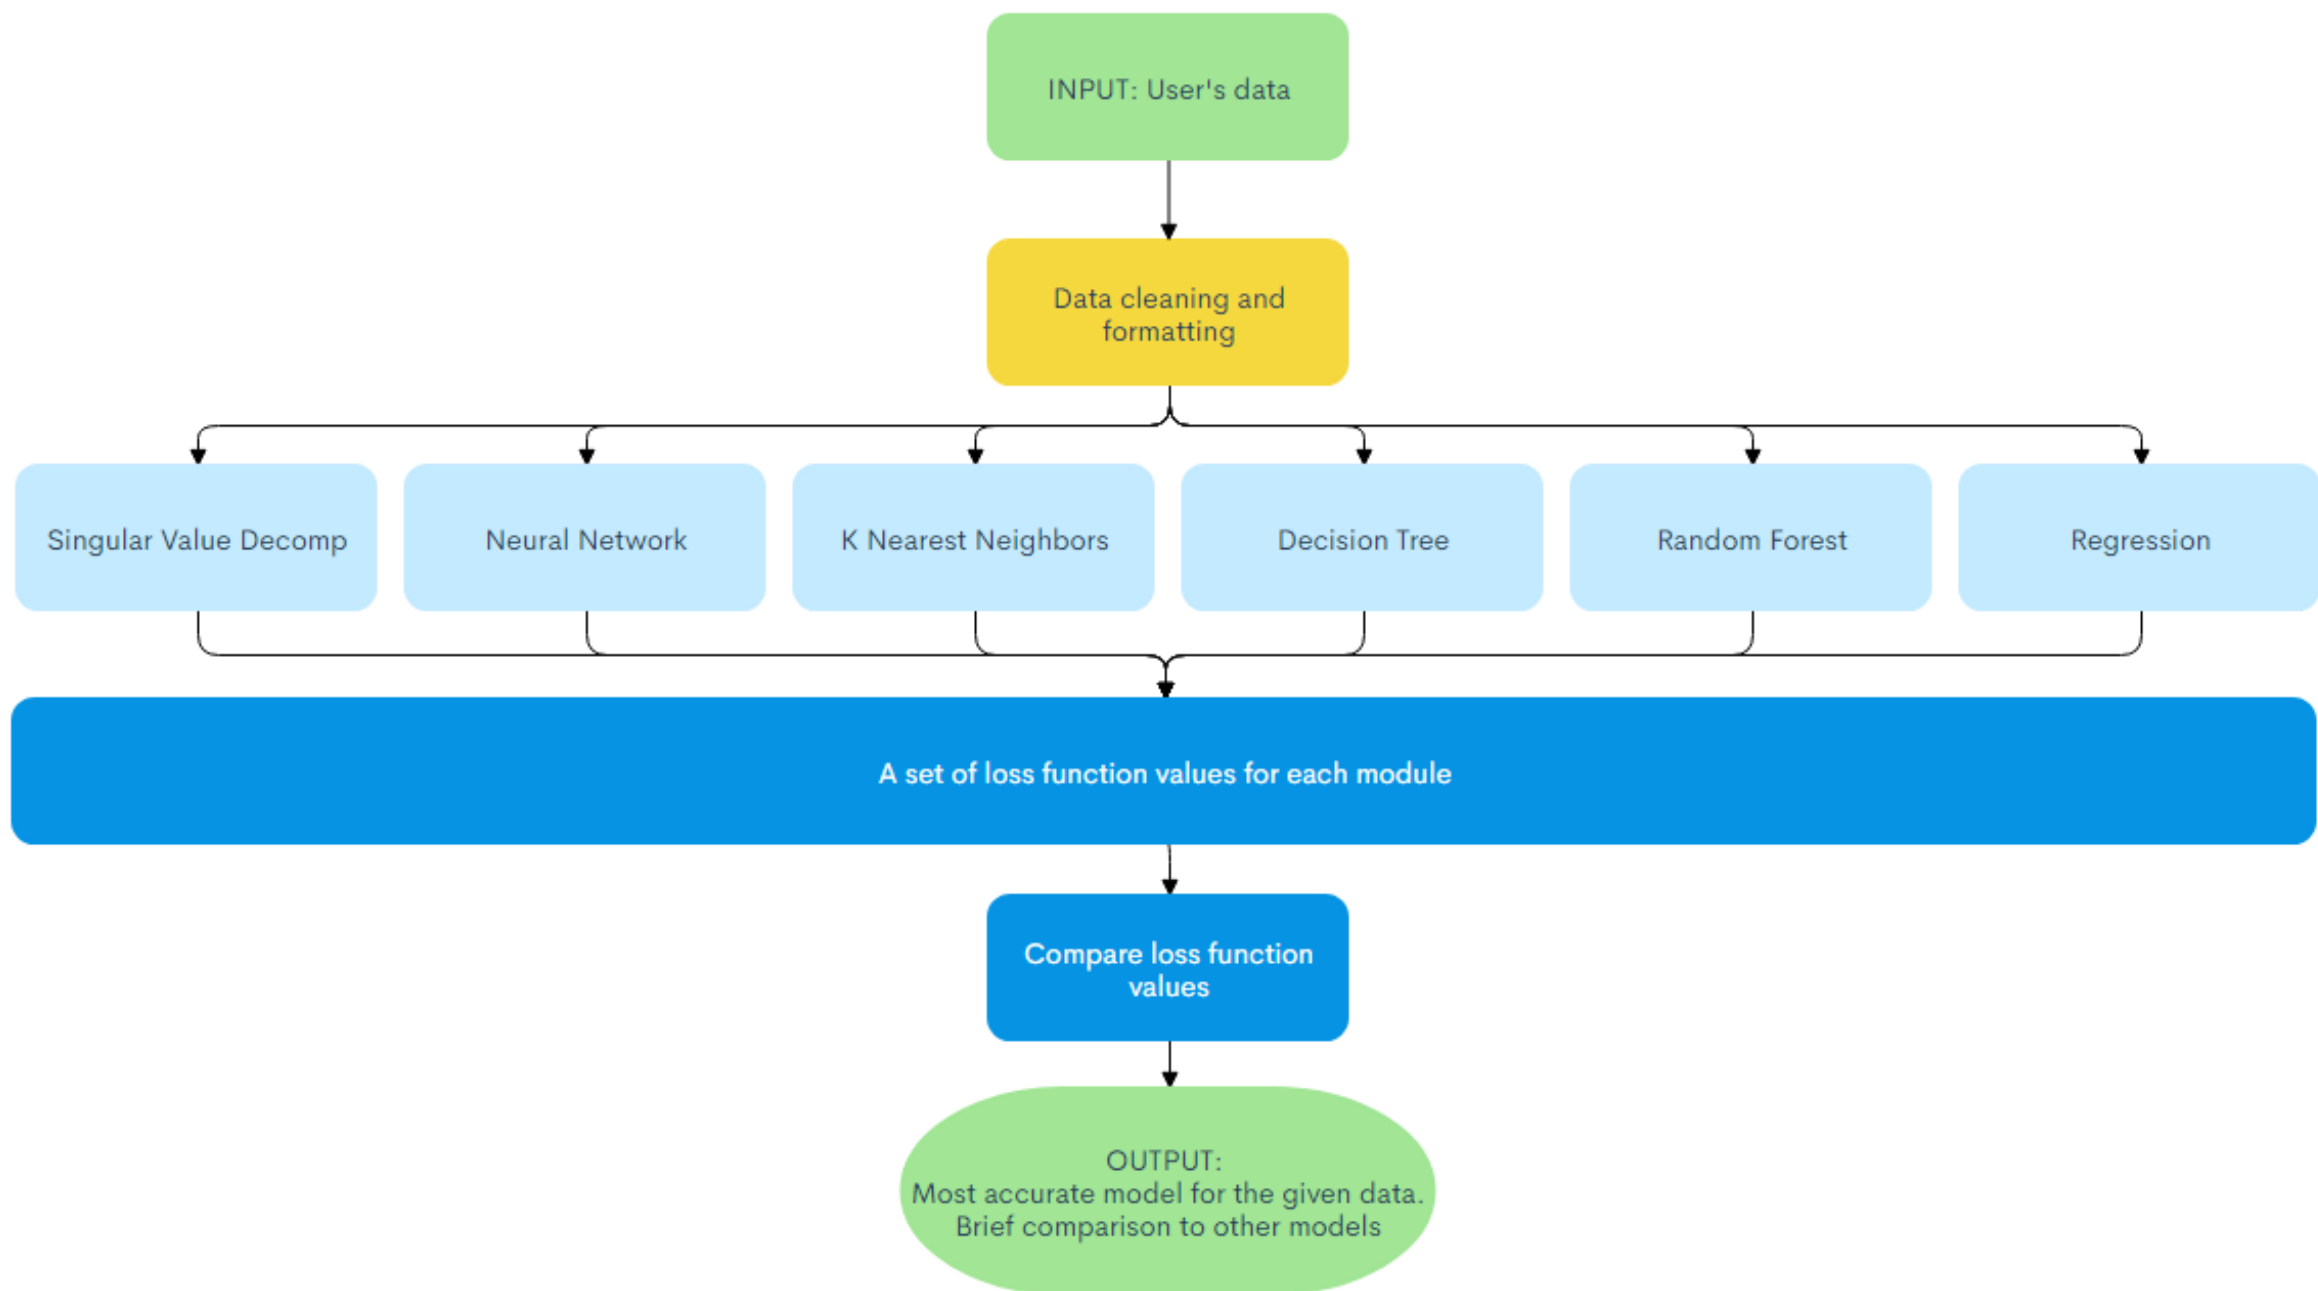 INPUT: User's data
Data cleaning and
formatting
Singular Value Decomp
Neural Network
K Nearest Neighbors
Decision Tree
Random Forest
Regression
A set of loss function values for each module
Compare loss function
values
OUTPUT:
Most accurate model for the given data.
Brief comparison to other models